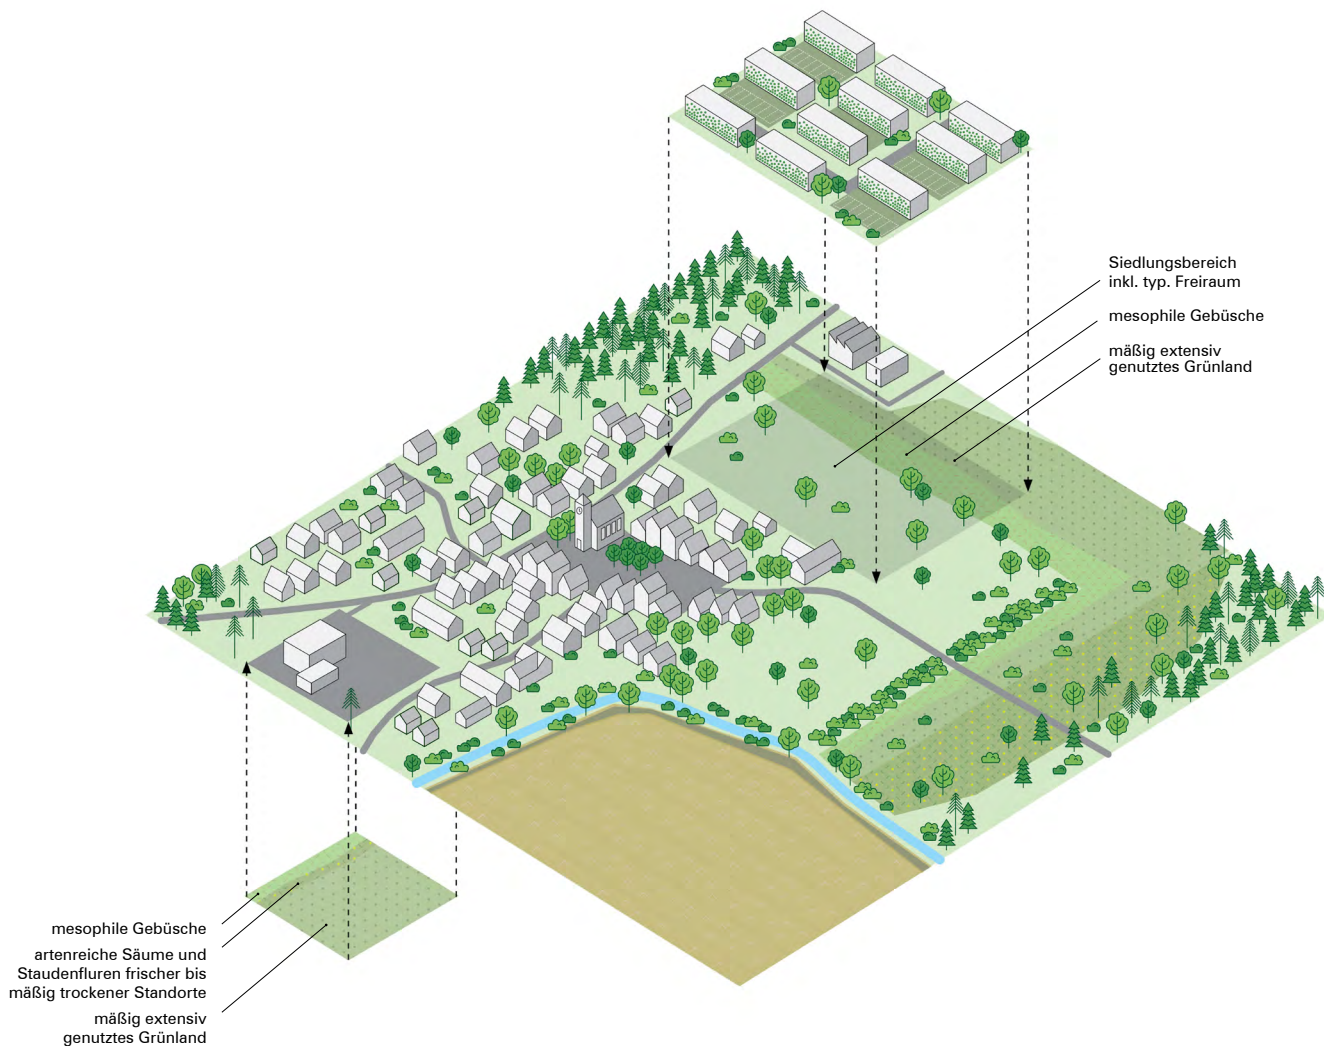 Siedlungsbereich
inkl. typ. Freiraum
mesophile Gebüsche
mäßig extensiv
genutztes Grünland
mesophile Gebüsche
artenreiche Säume und
Staudenfluren frischer bis
mäßig trockener Standorte
mäßig extensiv
genutztes Grünland